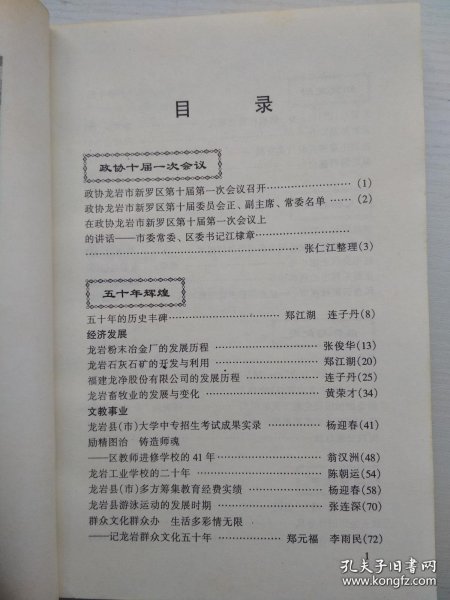 目 录
政协十届一次会议
政协龙岩市新罗区第十届第一次会议召开……………………(1)
政协龙岩市新罗区第十届委员会正、副主席、常委名单……(2)
在政协龙岩市新罗区第十届第一次会议上
的讲话——市委常委、区委书记江棣章………………………
……………………………………………………张仁江整理(3)
五十年辉煌
五十年的历史丰碑………………………郑江湖 连子丹(8)
经济发展
龙岩粉末冶金厂的发展历程………………………张俊华(13)
龙岩石灰石矿的开发与利用………………………郑江湖(20)
福建龙净股份有限公司的发展历程………………连子丹(25)
龙岩畜牧业的发展与变化…………………………黄荣才(34)
文教事业
龙岩县(市)大学中专招生考试成果实录…………杨迎春(41)
励精图治 铸造师魂
——区教师进修学校的41年………………………翁汉洲(48)
龙岩工业学校的二十年……………………………陈朝运(54)
龙岩县(市)多方筹集教育经费实绩………………杨迎春(58)
龙岩县游泳运动的发展时期………………………张连深(70)
群众文化群众办 生活多彩情无限
——记龙岩群众文化五十年………………郑元福 李雨民(72)
1
孔夫子旧书网